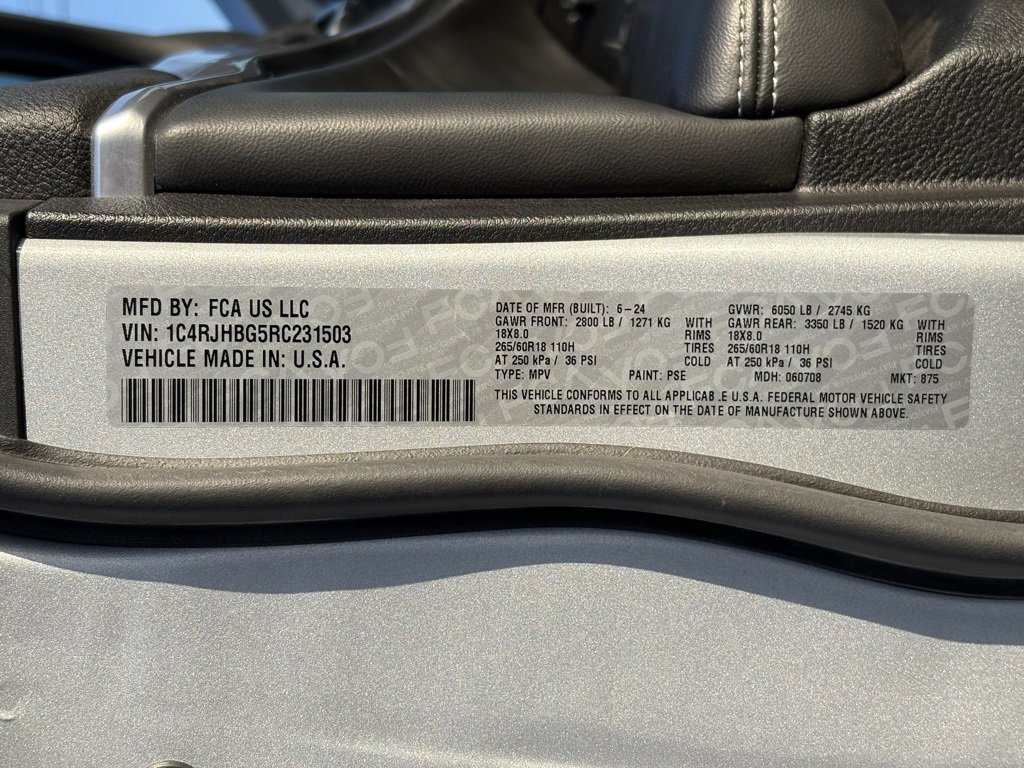 MFD BY: FCA US LLC
VIN: 1C4RJHBG5RC231503
VEHICLE MADE IN: U.S.A.
DATE OF MFR (BUILT): 6-24
GAWR FRONT: 2800 LB / 1271 KG WITH
18X8.0 RIMS
265/60R18 110H TIRES
AT 250 kPa / 36 PSI COLD
TYPE: MPV PAINT: PSE
GVWR: 6050 LB / 2745 KG
GAWR REAR: 3350 LB / 1520 KG WITH
18X8.0 RIMS
265/60R18 110H TIRES
AT 250 kPa / 36 PSI COLD
MDH: 060708 MKT: 875
THIS VEHICLE CONFORMS TO ALL APPLICAB.E U.S.A. FEDERAL MOTOR VEHICLE SAFETY
STANDARDS IN EFFECT ON THE DATE OF MANUFACTURE SHOWN ABOVE.